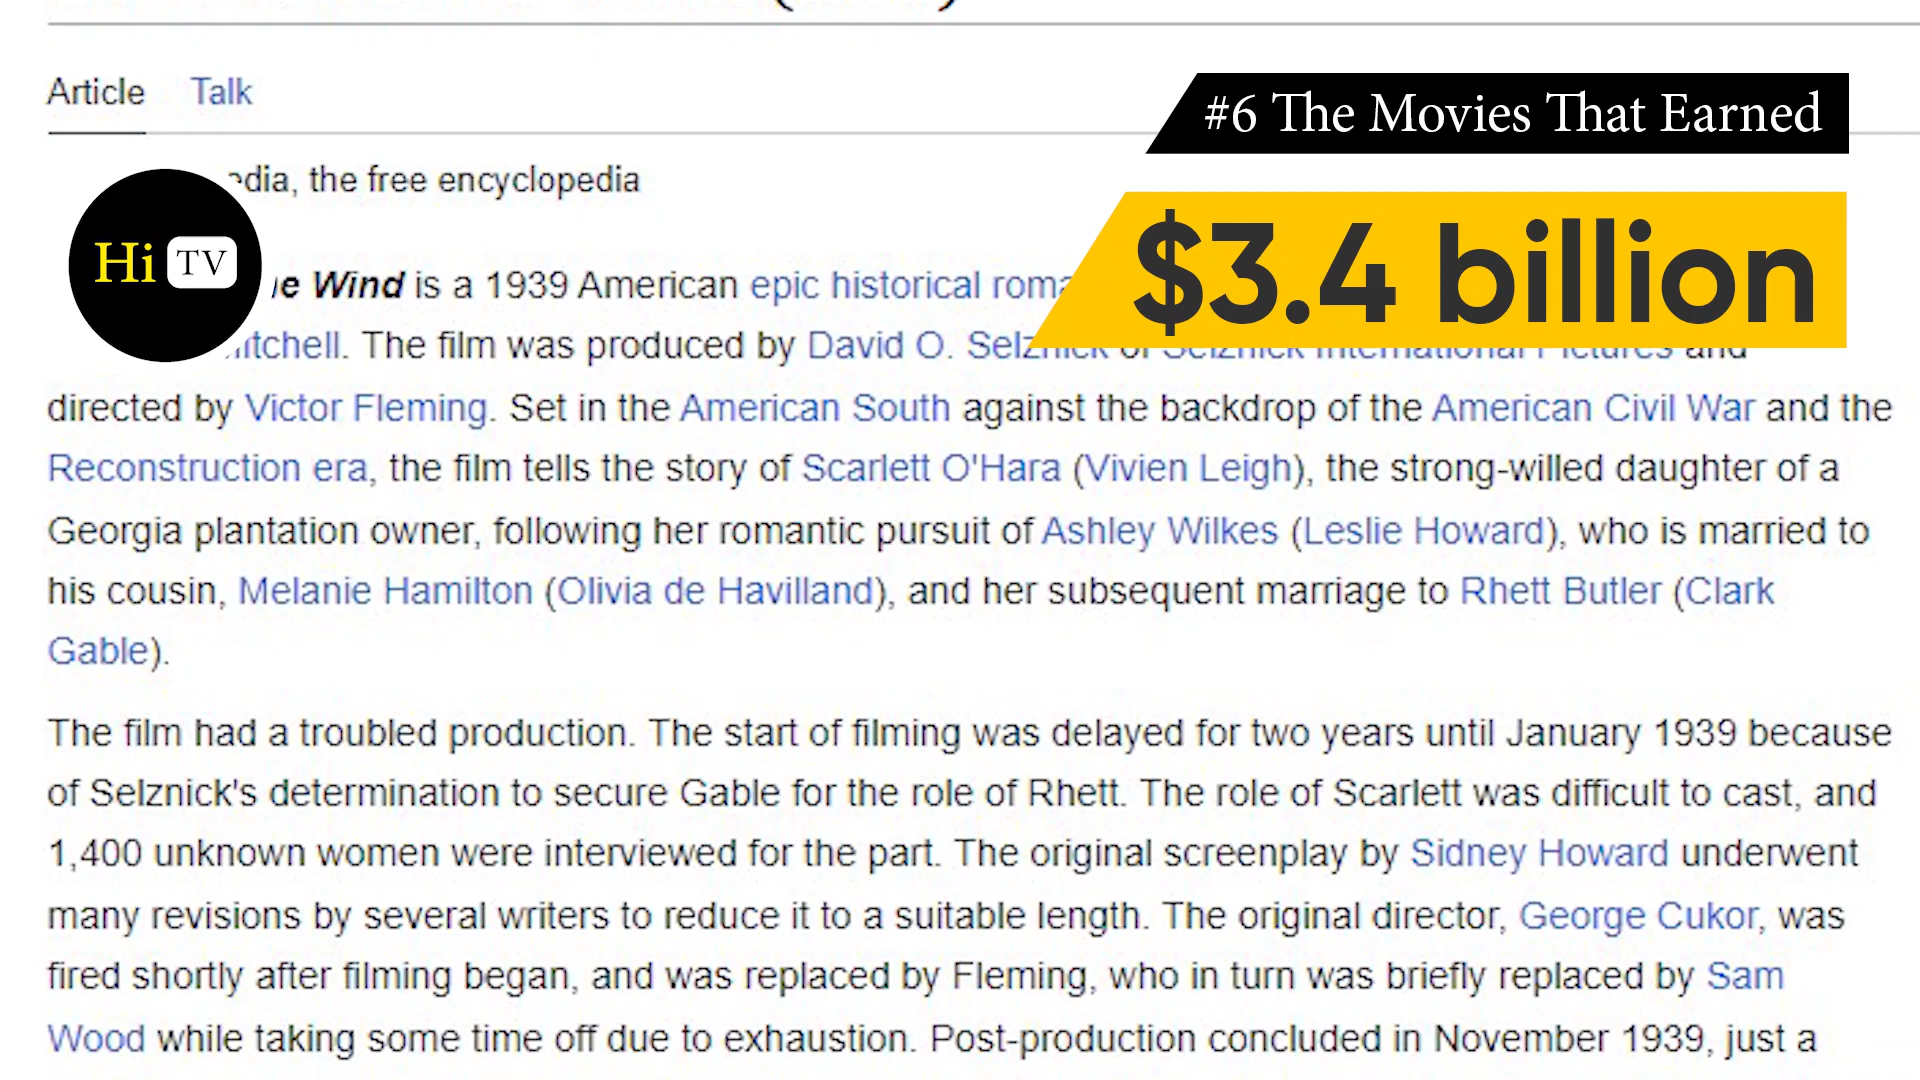 Article Talk
#6 The Movies That Earned
the free encyclopedia
Hi TV
$3.4 billion
Wind is a 1939 American epic historical
The film was produced by David O. Selznick of Selznick International Pictures and
directed by Victor Fleming. Set in the American South against the backdrop of the American Civil War and the
Reconstruction era, the film tells the story of Scarlett O'Hara (Vivien Leigh), the strong-willed daughter of a
Georgia plantation owner, following her romantic pursuit of Ashley Wilkes (Leslie Howard), who is married to
his cousin, Melanie Hamilton (Olivia de Havilland), and her subsequent marriage to Rhett Butler (Clark
Gable).
The film had a troubled production. The start of filming was delayed for two years until January 1939 because
of Selznick's determination to secure Gable for the role of Rhett. The role of Scarlett was difficult to cast, and
1,400 unknown women were interviewed for the part. The original screenplay by Sidney Howard underwent
many revisions by several writers to reduce it to a suitable length. The original director, George Cukor, was
fired shortly after filming began, and was replaced by Fleming, who in turn was briefly replaced by Sam
Wood while taking some time off due to exhaustion. Post-production concluded in November 1939, just a